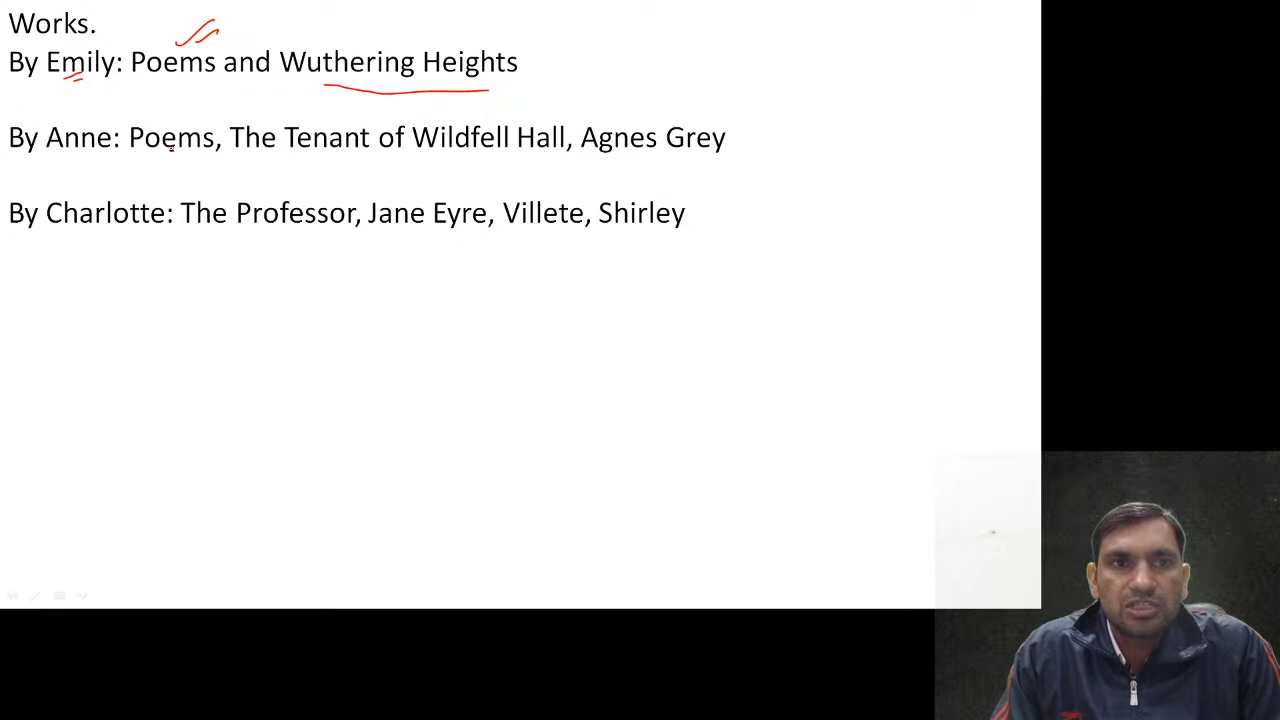 Works.
By Emily: Poems and Wuthering Heights
By Anne: Poems, The Tenant of Wildfell Hall, Agnes Grey
By Charlotte: The Professor, Jane Eyre, Villete, Shirley